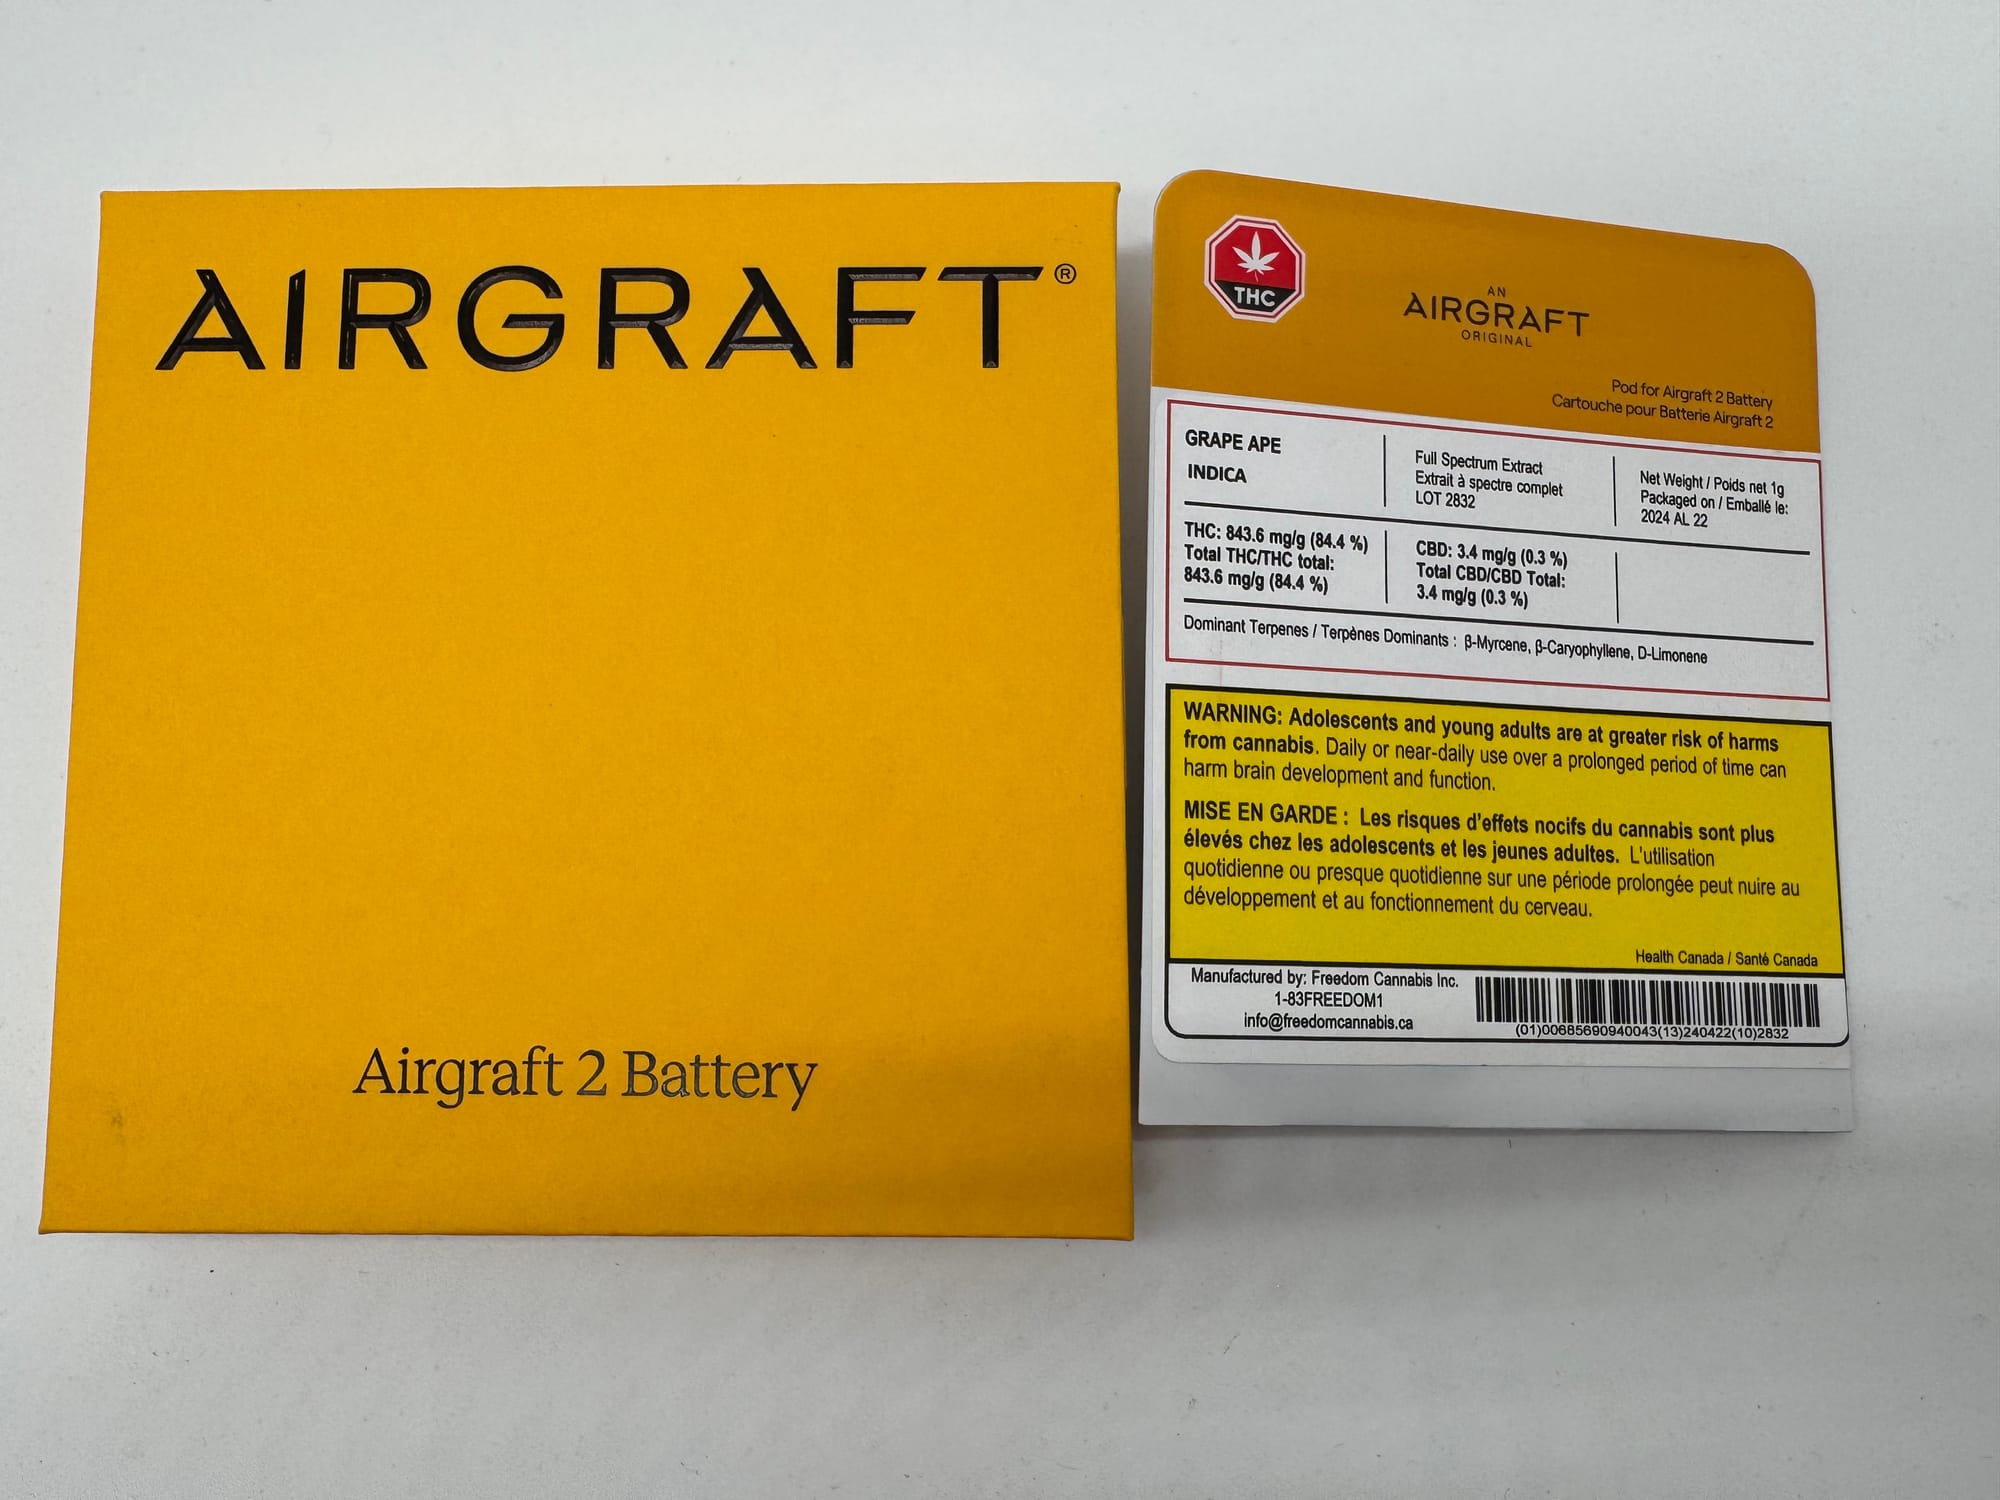 AIRGRAFT®
Airgraft 2 Battery
THC
AN
AIRGRAFT
ORIGINAL
Pod for Airgraft 2 Battery
Cartouche pour Batterie Airgraft 2
GRAPE APE
INDICA
Full Spectrum Extract
Extrait à spectre complet
LOT 2832
Net Weight / Poids net 1g
Packaged on / Emballé le:
2024 AL 22
THC: 843.6 mg/g (84.4 %)
Total THC/THC total:
843.6 mg/g (84.4 %)
CBD: 3.4 mg/g (0.3 %)
Total CBD/CBD Total:
3.4 mg/g (0.3 %)
Dominant Terpenes / Terpènes Dominants : β-Myrcene, β-Caryophyllene, D-Limonene
WARNING: Adolescents and young adults are at greater risk of harms
from cannabis. Daily or near-daily use over a prolonged period of time can
harm brain development and function.
MISE EN GARDE : Les risques d'effets nocifs du cannabis sont plus
élevés chez les adolescents et les jeunes adultes. L'utilisation
quotidienne ou presque quotidienne sur une période prolongée peut nuire au
développement et au fonctionnement du cerveau.
Health Canada / Santé Canada
Manufactured by: Freedom Cannabis Inc.
1-83FREEDOM1
info@freedomcannabis.ca
(01)00685690940043(13)240422(10)2832